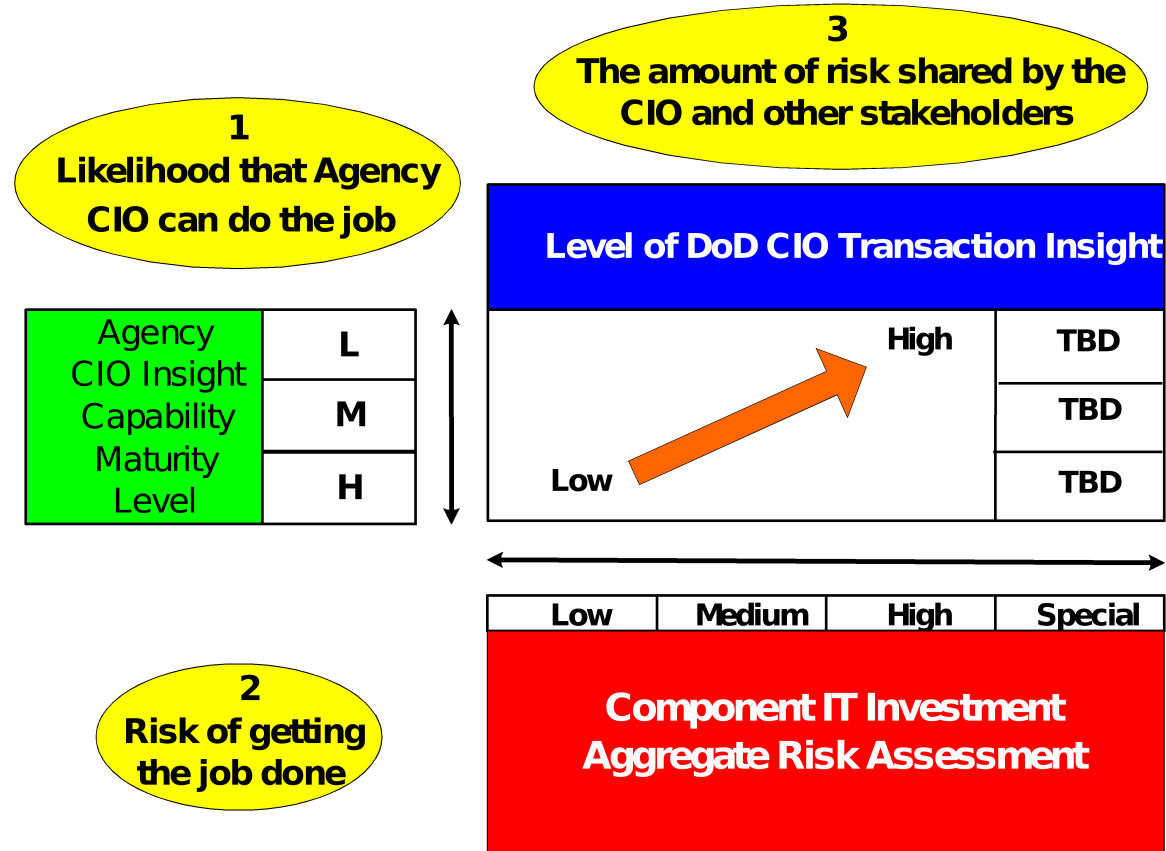 1
Likelihood that Agency
CIO can do the job
3
The amount of risk shared by the
CIO and other stakeholders
Level of DoD CIO Transaction Insight
Agency
CIO Insight
Capability
Maturity
Level
L
M
H
High
Low
TBD
TBD
TBD
Low
Medium
High
Special
2
Risk of getting
the job done
Component IT Investment
Aggregate Risk Assessment